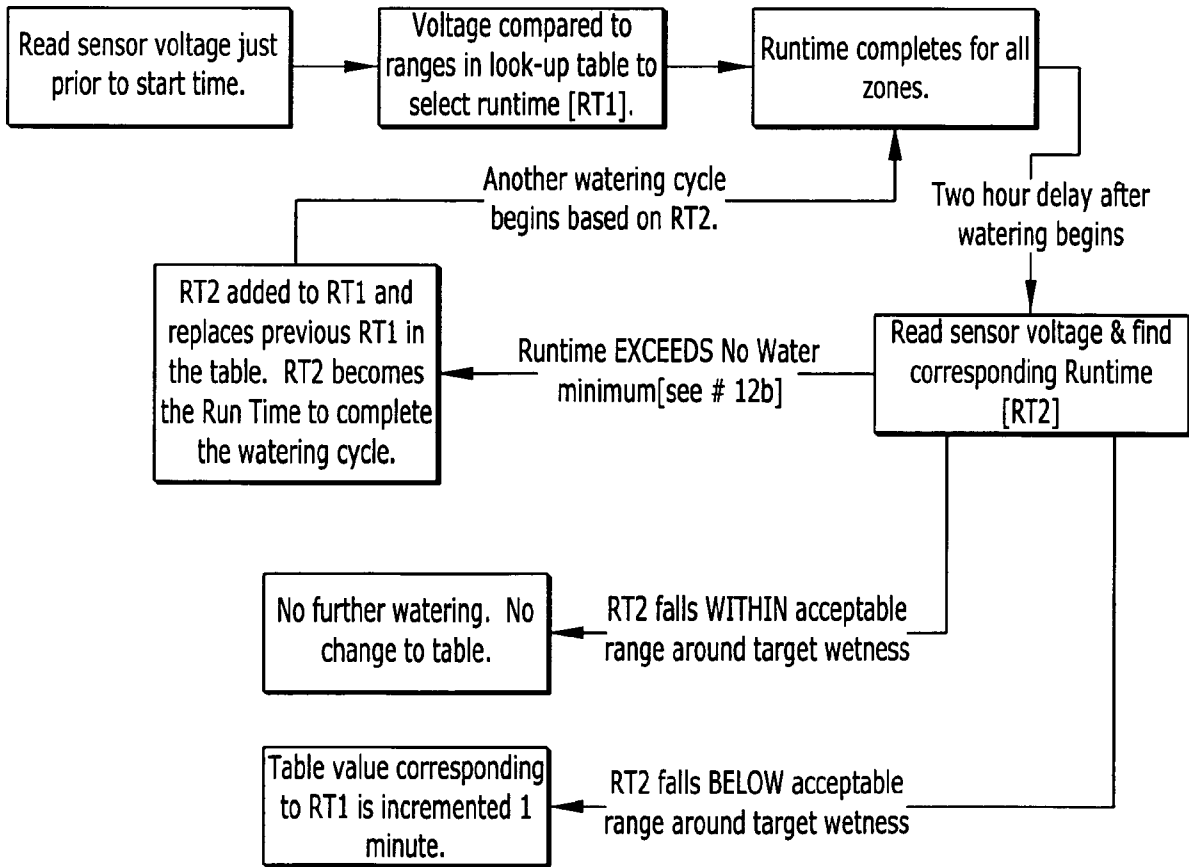 Read sensor voltage just
prior to start time.
Voltage compared to
ranges in look-up table to
select runtime [RT1].
Runtime completes for all
zones.
Another watering cycle
begins based on RT2.
Two hour delay after
watering begins
RT2 added to RT1 and
replaces previous RT1 in
the table. RT2 becomes
the Run Time to complete
the watering cycle.
Runtime EXCEEDS No Water
minimum[see # 12b]
Read sensor voltage & find
corresponding Runtime
[RT2]
No further watering. No
change to table.
RT2 falls WITHIN acceptable
range around target wetness
Table value corresponding
to RT1 is incremented 1
minute.
RT2 falls BELOW acceptable
range around target wetness